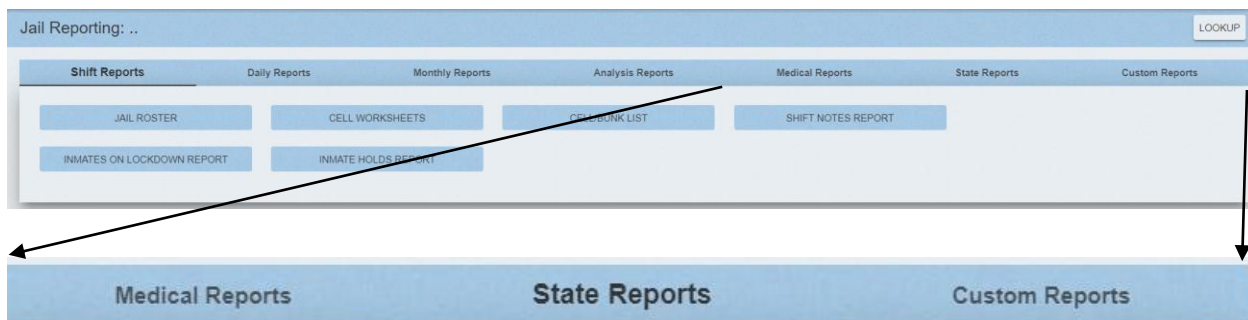 Jail Reporting: ..
LOOKUP
Shift Reports Daily Reports Monthly Reports Analysis Reports Medical Reports State Reports Custom Reports
JAIL ROSTER CELL WORKSHEETS CELL/BUNK LIST SHIFT NOTES REPORT
INMATES ON LOCKDOWN REPORT INMATE HOLDS REPORT
Medical Reports State Reports Custom Reports